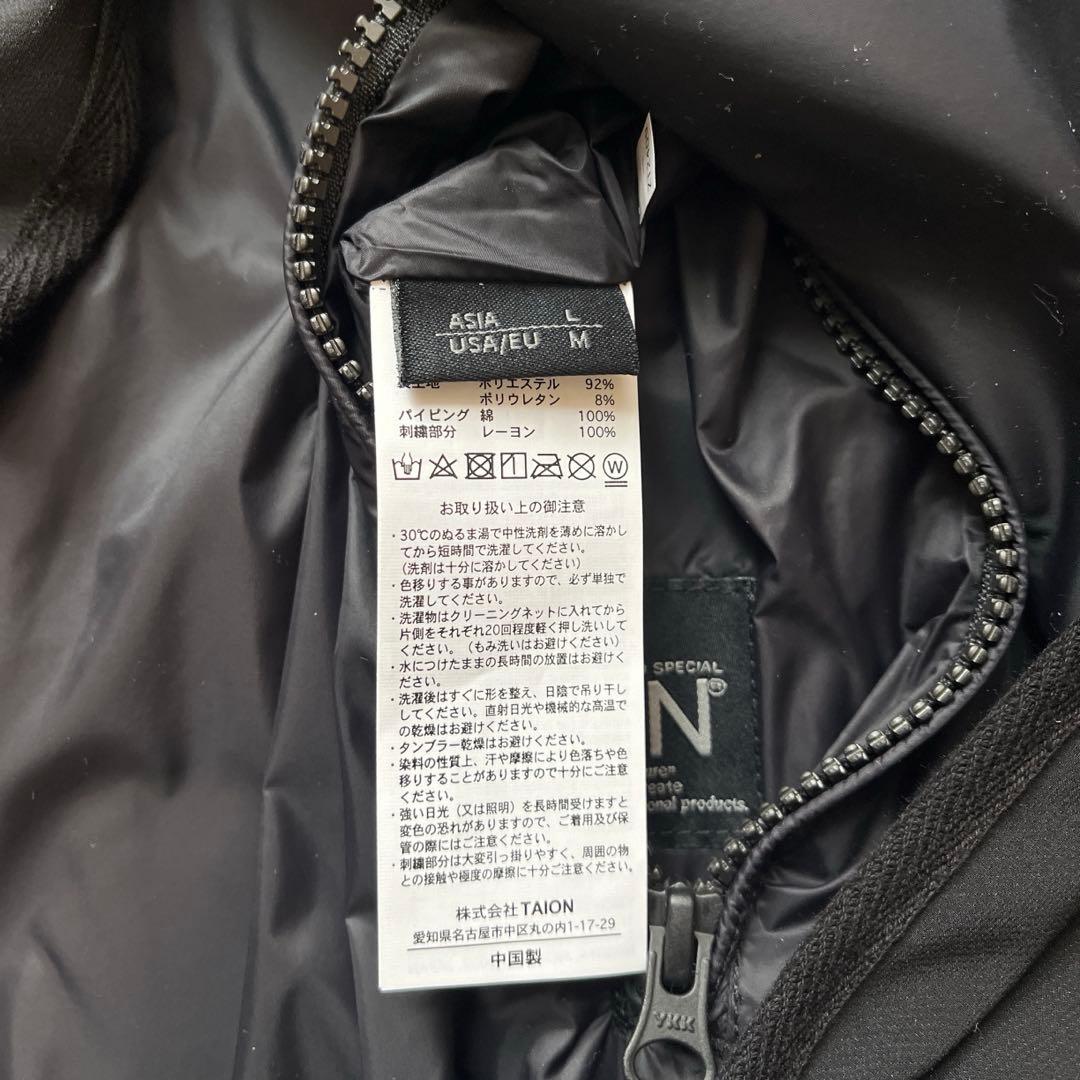 ASIA L
USA/EU M
ポリエステル 92%
ポリウレタン 8%
パイピング 綿 100%
刺繍部分 レーヨン 100%
W
お取り扱い上の御注意
・30℃のぬるま湯で中性洗剤を薄めに溶かし
てから短時間で洗濯してください。
(洗剤は十分に溶かしてください)
・色移りする事がありますので、必ず単独で
洗濯してください。
・洗濯物はクリーニングネットに入れてから
片側をそれぞれ20回程度軽く押し洗いして
ください。(もみ洗いはお避けください)
・水につけたままの長時間の放置はお避けく
ださい。
・洗濯後はすぐに形を整え、日陰で吊り干し
してください。直射日光や機械的な高温で
の乾燥はお避けください。
・タンブラー乾燥はお避けください。
・染料の性質上、汗や摩擦により色落ちや色
移りすることがありますので十分にご注意
ください。
・強い日光(又は照明)を長時間受けますと
変色の恐れがありますので、ご着用及び保
管の際にはご注意ください。
・刺繍部分は大変引っ掛りやすく、周囲の物
との接触や極度の摩擦に十分ご注意ください。
株式会社TAION
愛知県名古屋市中区丸の内1-17-29
中国製
SPECIAL
N®
products.
YKK